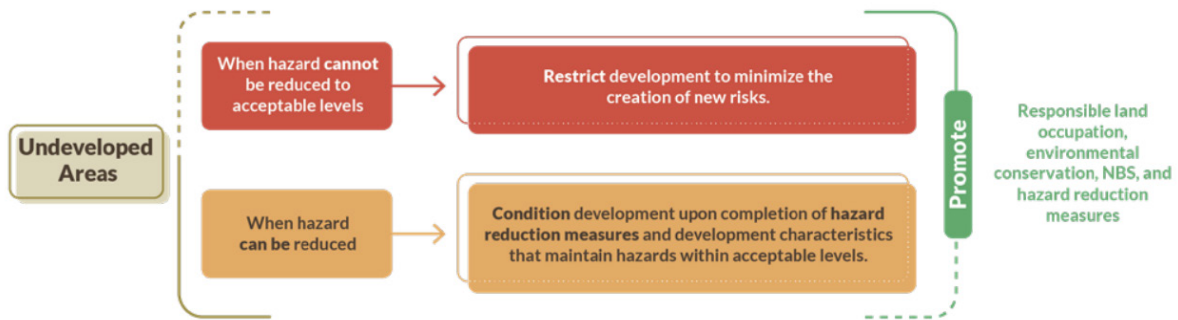 Undeveloped
Areas
When hazard cannot
be reduced to
acceptable levels
Restrict development to minimize the
creation of new risks.
When hazard
can be reduced
Condition development upon completion of hazard
reduction measures and development characteristics
that maintain hazards within acceptable levels.
Promote
Responsible land
occupation,
environmental
conservation, NBS, and
hazard reduction
measures